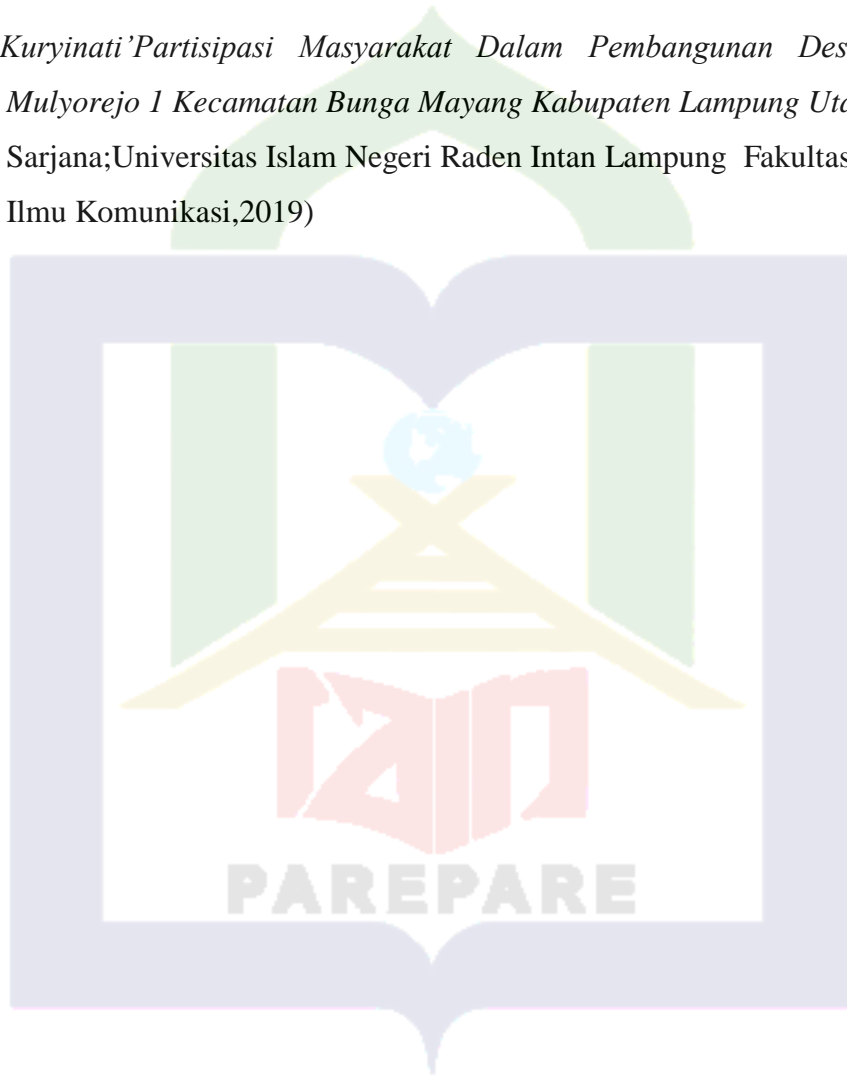 Kuryinati’Partisipasi Masyarakat Dalam Pembangunan Des
Mulyorejo 1 Kecamatan Bunga Mayang Kabupaten Lampung Uta
Sarjana;Universitas Islam Negeri Raden Intan Lampung Fakultas
Ilmu Komunikasi,2019)
iain
PAREPARE